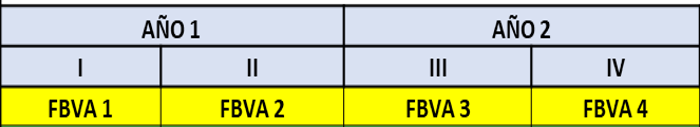 AÑO 1 AÑO 2
I II III IV
FBVA 1 FBVA 2 FBVA 3 FBVA 4